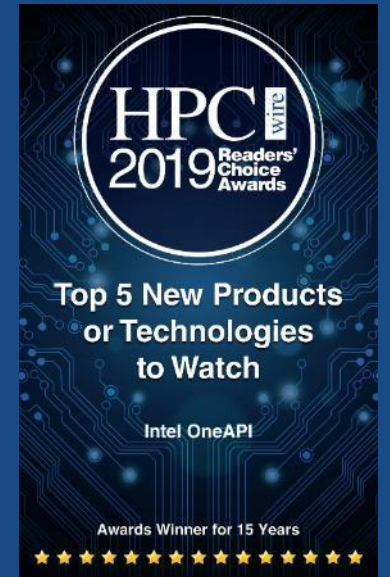 HPC wire
2019 Readers' Choice Awards
Top 5 New Products
or Technologies
to Watch
Intel OneAPI
Awards Winner for 15 Years